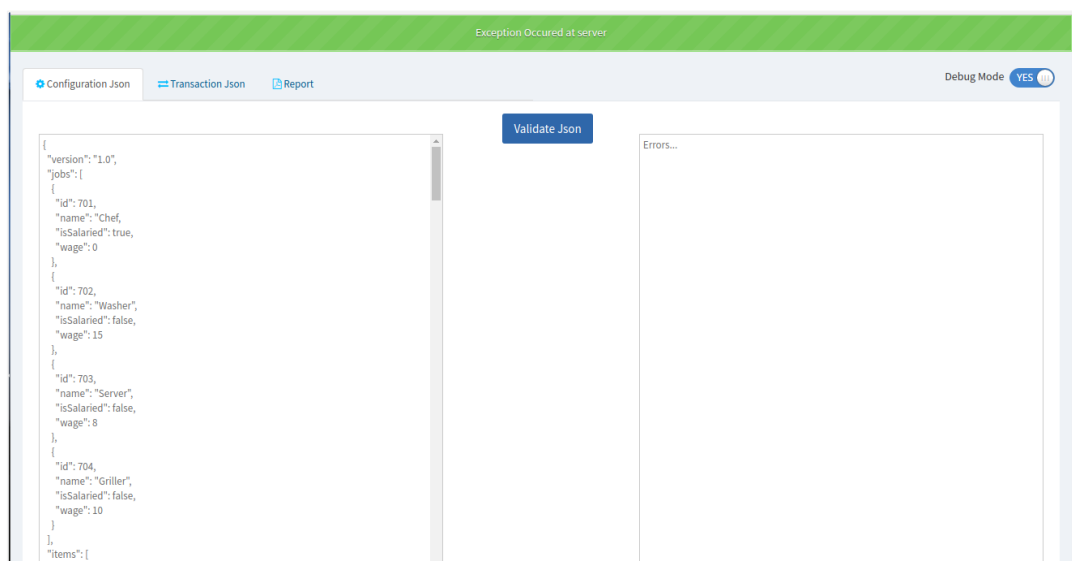 Exception Occured at server
Configuration Json Transaction Json Report Debug Mode YES
Validate Json
{
"version": "1.0",
"jobs": [
{
"id": 701,
"name": "Chef,
"isSalaried": true,
"wage": 0
},
{
"id": 702,
"name": "Washer",
"isSalaried": false,
"wage": 15
},
{
"id": 703,
"name": "Server",
"isSalaried": false,
"wage": 8
},
{
"id": 704,
"name": "Griller",
"isSalaried": false,
"wage": 10
}
],
"items": [
Errors...